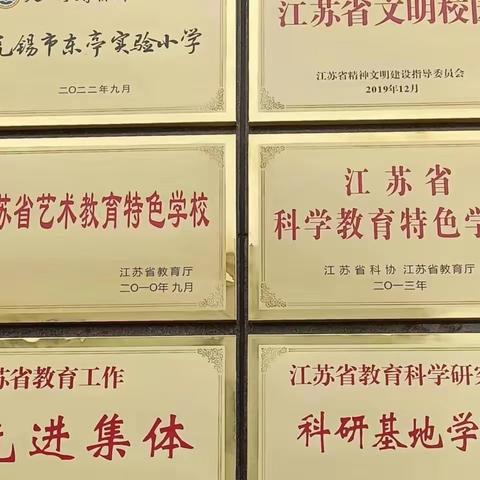 锡市东亭实验小学
二〇二二年九月
江苏省文明校园
江苏省精神文明建设指导委员会
2019年12月
苏省艺术教育特色学校
江苏省教育厅
二〇一〇年九月
江苏省
科学教育特色学
江苏省科协 江苏省教育厅
二〇一三年
苏省教育工作
先进集体
江苏省教育科学研究
科研基地学